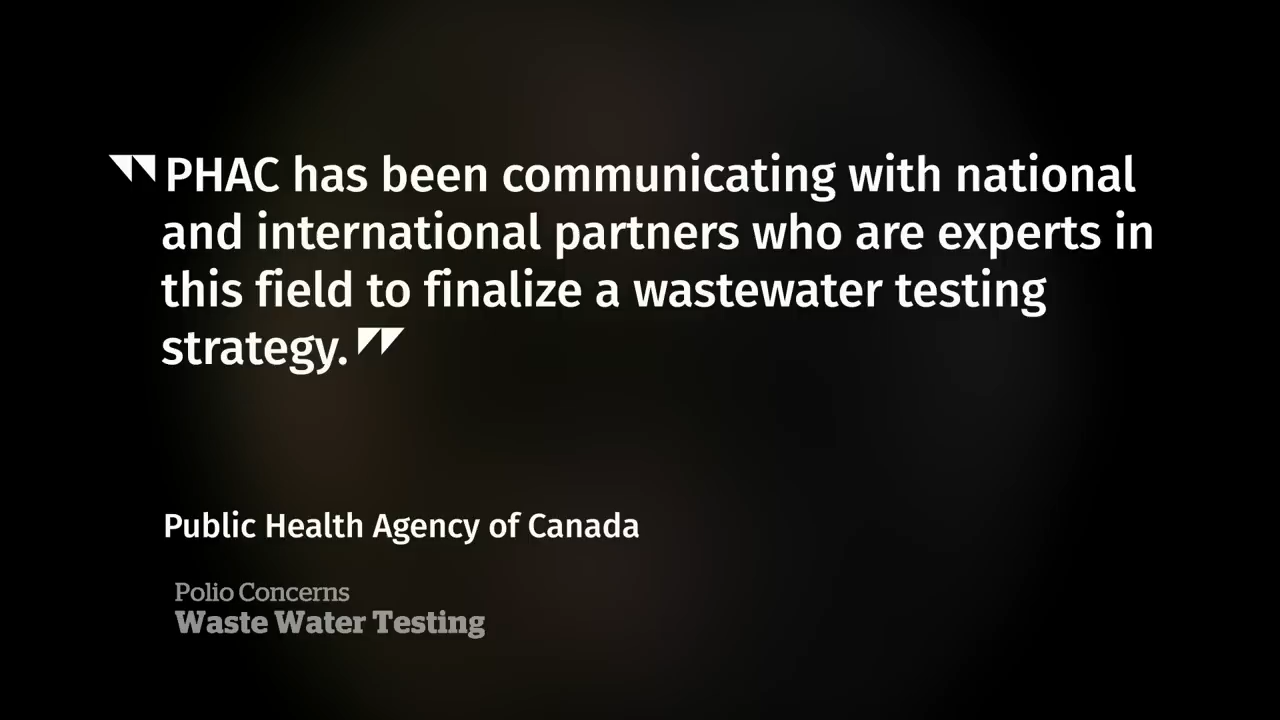 "PHAC has been communicating with national
and international partners who are experts in
this field to finalize a wastewater testing
strategy."
Public Health Agency of Canada
Polio Concerns
Waste Water Testing